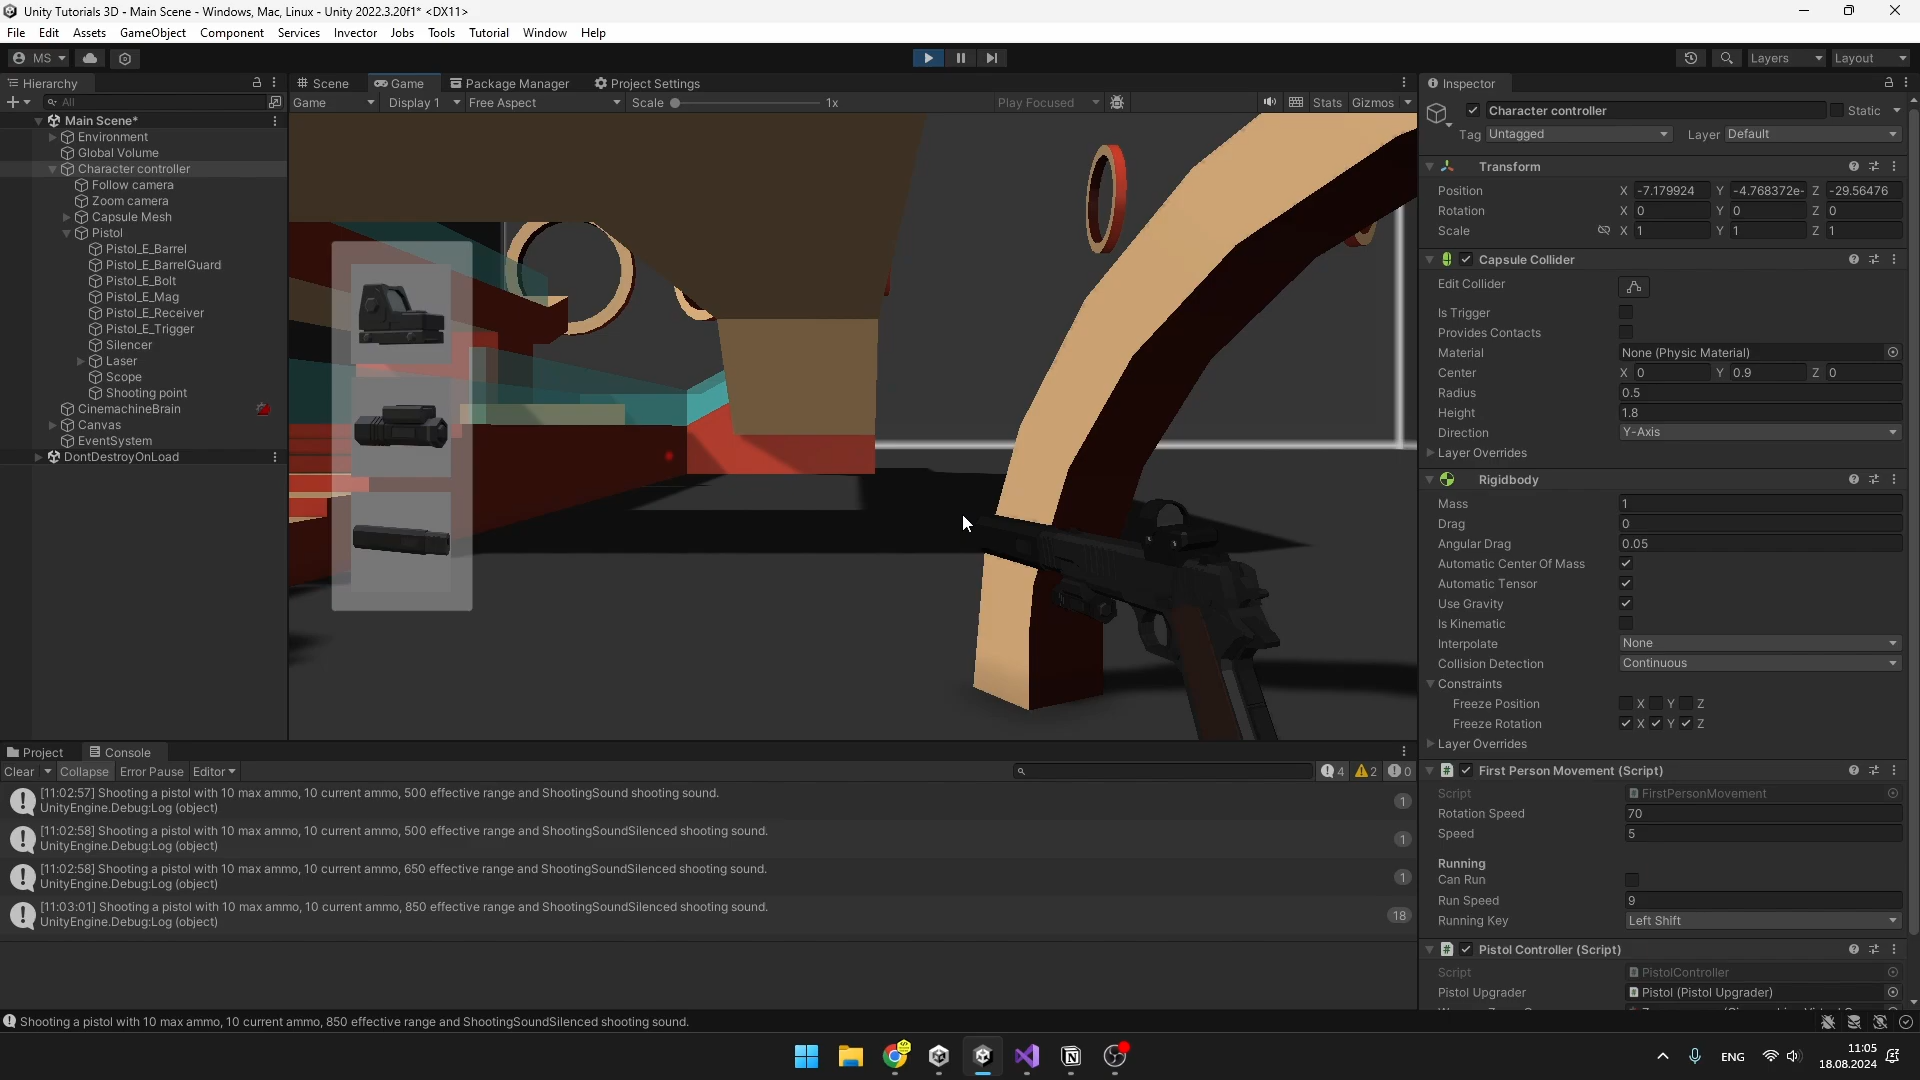 Unity Tutorials 3D - Main Scene - Windows, Mac, Linux - Unity 2022.3.20f1* <DX11>
File Edit Assets GameObject Component Services Invector Jobs Tools Tutorial Window Help
MS Layers Layout
Hierarchy
All
Main Scene*
Environment
Global Volume
Character controller
Follow camera
Zoom camera
Capsule Mesh
Pistol
Pistol_E_Barrel
Pistol_E_BarrelGuard
Pistol_E_Bolt
Pistol_E_Mag
Pistol_E_Receiver
Pistol_E_Trigger
Silencer
Laser
Scope
Shooting point
CinemachineBrain
Canvas
EventSystem
DontDestroyOnLoad
Scene Game Package Manager Project Settings
Game Display 1 Free Aspect Scale 1x Play Focused Stats Gizmos
Inspector
Character controller Static
Tag Untagged Layer Default
Transform
Position X -7.179924 Y -4.768372e- Z -29.56476
Rotation X 0 Y 0 Z 0
Scale X 1 Y 1 Z 1
Capsule Collider
Edit Collider
Is Trigger
Provides Contacts
Material None (Physic Material)
Center X 0 Y 0.9 Z 0
Radius 0.5
Height 1.8
Direction Y-Axis
Layer Overrides
Rigidbody
Mass 1
Drag 0
Angular Drag 0.05
Automatic Center Of Mass
Automatic Tensor
Use Gravity
Is Kinematic
Interpolate None
Collision Detection Continuous
Constraints
Freeze Position X Y Z
Freeze Rotation X Y Z
Layer Overrides
First Person Movement (Script)
Script FirstPersonMovement
Rotation Speed 70
Speed 5
Running
Can Run
Run Speed 9
Running Key Left Shift
Pistol Controller (Script)
Script PistolController
Pistol Upgrader Pistol (Pistol Upgrader)
Project Console
Clear Collapse Error Pause Editor 4 2 0
[11:02:57] Shooting a pistol with 10 max ammo, 10 current ammo, 500 effective range and ShootingSound shooting sound.
UnityEngine.Debug:Log (object)
1
[11:02:58] Shooting a pistol with 10 max ammo, 10 current ammo, 500 effective range and ShootingSoundSilenced shooting sound.
UnityEngine.Debug:Log (object)
1
[11:02:58] Shooting a pistol with 10 max ammo, 10 current ammo, 650 effective range and ShootingSoundSilenced shooting sound.
UnityEngine.Debug:Log (object)
1
[11:03:01] Shooting a pistol with 10 max ammo, 10 current ammo, 850 effective range and ShootingSoundSilenced shooting sound.
UnityEngine.Debug:Log (object)
18
Shooting a pistol with 10 max ammo, 10 current ammo, 850 effective range and ShootingSoundSilenced shooting sound.
ENG
11:05
18.08.2024